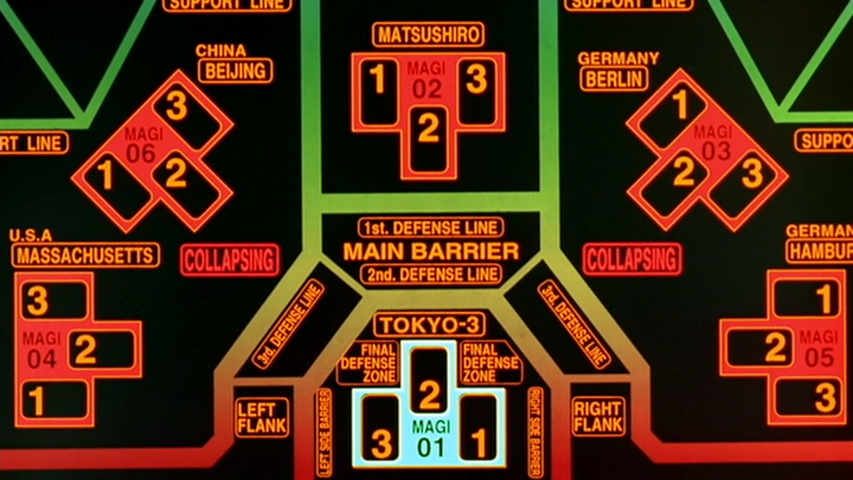 SUPPORT LINE
SUPPORT LINE
CHINA
BEIJING
MATSUSHIRO
GERMANY
BERLIN
3
MAGI
06
1
2
1
MAGI
02
3
2
1
MAGI
03
2
3
RT LINE
SUPPO
U.S.A
MASSACHUSETTS
COLLAPSING
1st. DEFENSE LINE
MAIN BARRIER
2nd. DEFENSE LINE
COLLAPSING
GERMAN
HAMBUR
3
MAGI
04
2
1
3rd. DEFENSE LINE
3rd. DEFENSE LINE
1
2
MAGI
05
3
TOKYO-3
FINAL
DEFENSE
ZONE
FINAL
DEFENSE
ZONE
2
MAGI
01
3
1
LEFT
FLANK
LEFT SIDE BARRIER
RIGHT SIDE BARRIER
RIGHT
FLANK